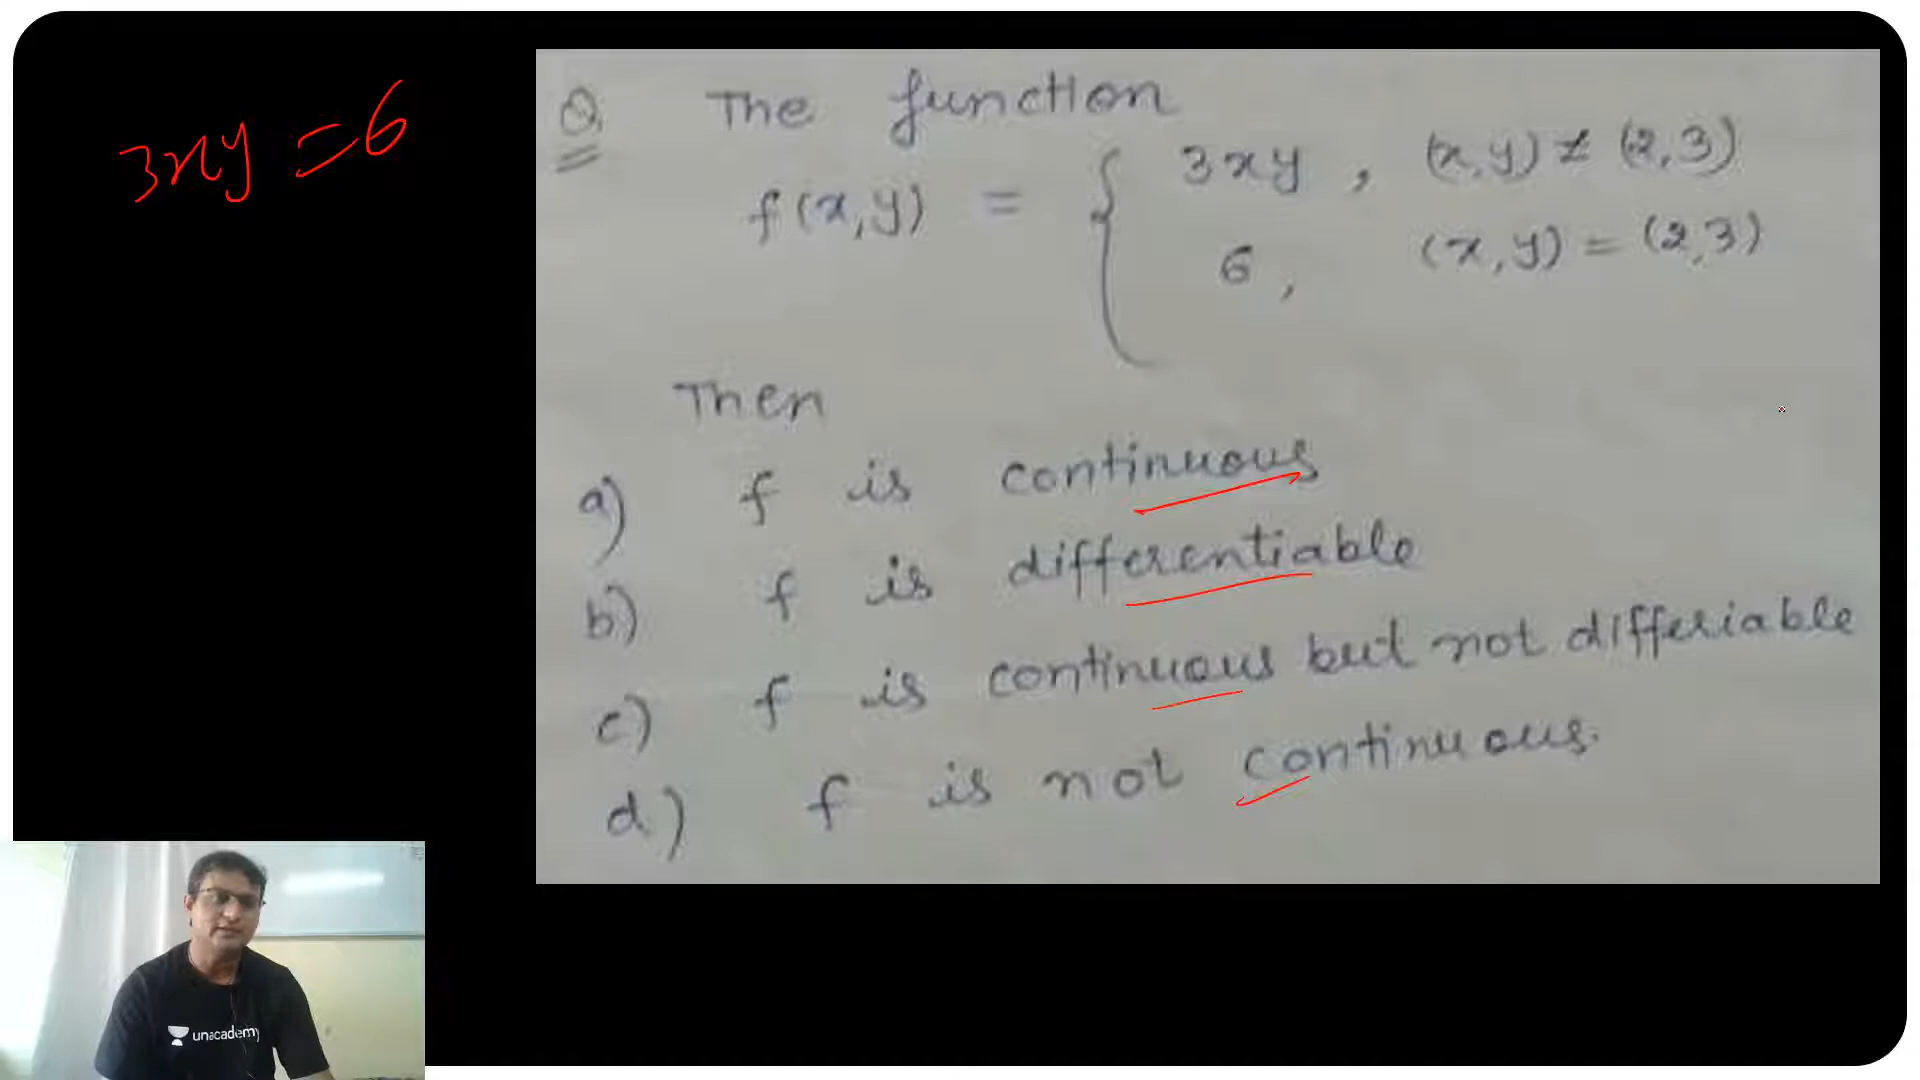 3xy = 6
Q. The function
f(x,y) = { 3xy , (x,y) ≠ (2,3)
6 , (x,y) = (2,3)
Then
a) f is continuous
b) f is differentiable
c) f is continuous but not differiable
d) f is not continuous.
unacademy